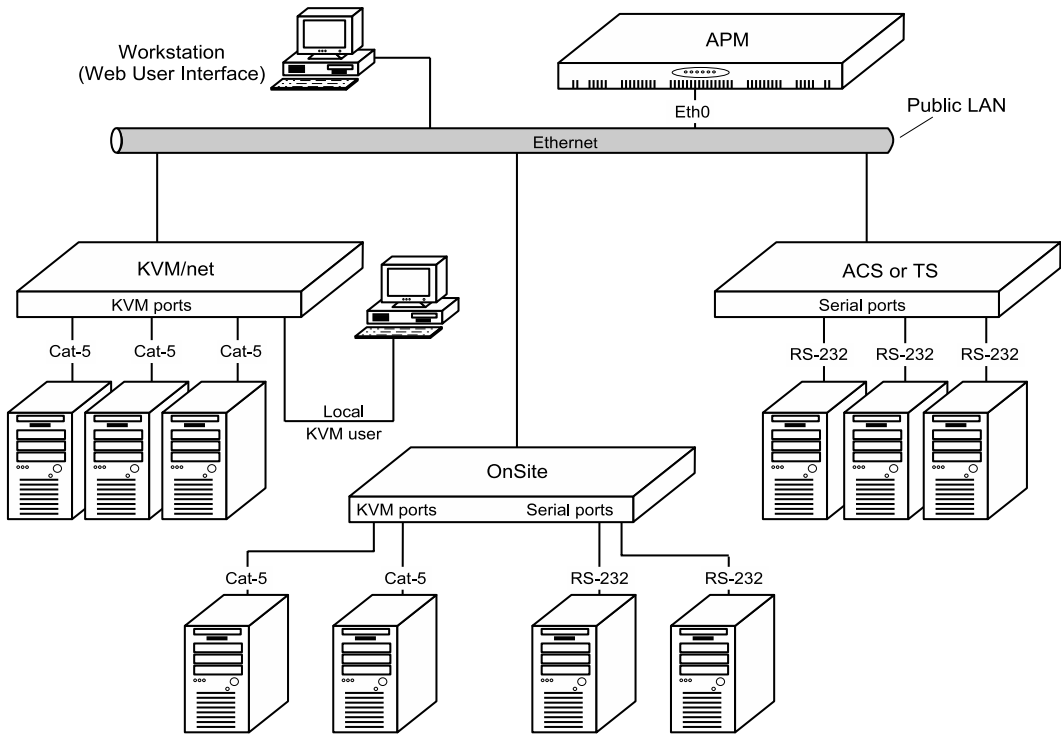 Workstation
(Web User Interface)
APM
Eth0
Public LAN
Ethernet
KVM/net
KVM ports
Cat-5
Cat-5
Cat-5
Local
KVM user
ACS or TS
Serial ports
RS-232
RS-232
RS-232
OnSite
KVM ports
Serial ports
Cat-5
Cat-5
RS-232
RS-232